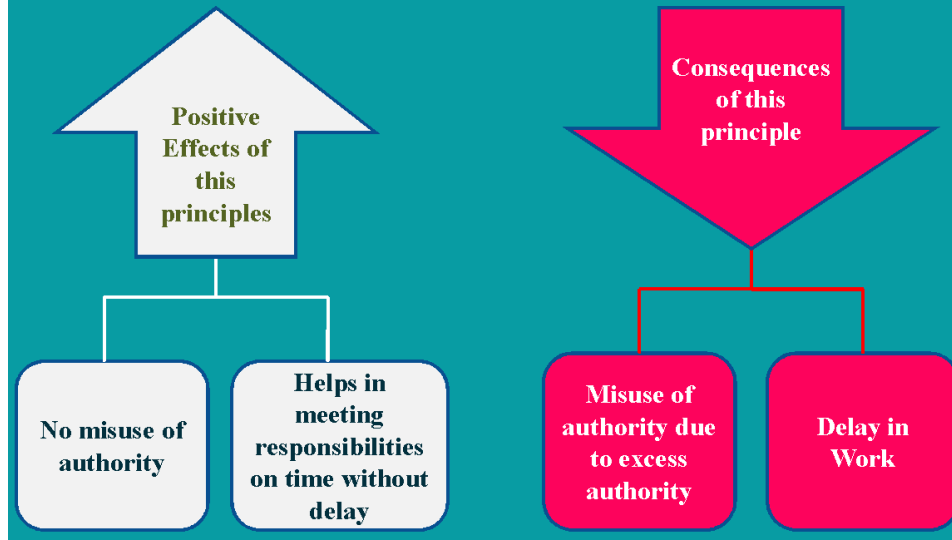 Positive
Effects of
this
principles
Consequences
of this
principle
No misuse of
authority
Helps in
meeting
responsibilities
on time without
delay
Misuse of
authority due
to excess
authority
Delay in
Work